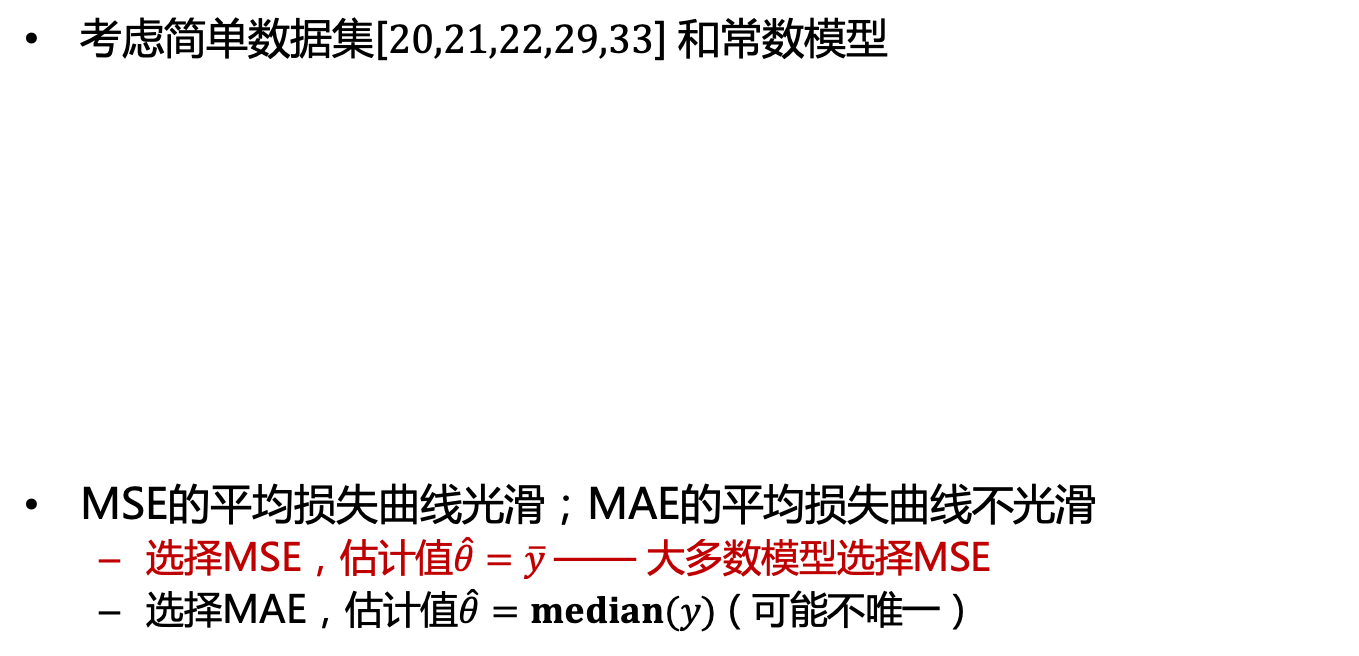 • 考虑简单数据集[20,21,22,29,33] 和常数模型
• MSE的平均损失曲线光滑；MAE的平均损失曲线不光滑
– 选择MSE，估计值θ̂ = ȳ —— 大多数模型选择MSE
– 选择MAE，估计值θ̂ = median(y)（可能不唯一）